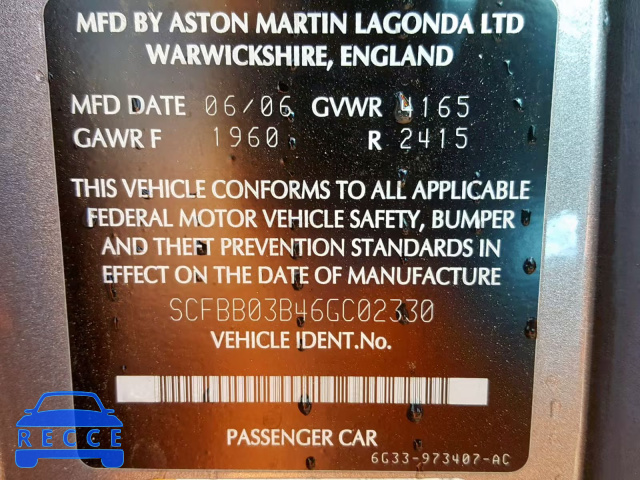 MFD BY ASTON MARTIN LAGONDA LTD
WARWICKSHIRE, ENGLAND
MFD DATE 06/06 GVWR 4165
GAWR F 1960 R 2415
THIS VEHICLE CONFORMS TO ALL APPLICABLE
FEDERAL MOTOR VEHICLE SAFETY, BUMPER
AND THEFT PREVENTION STANDARDS IN
EFFECT ON THE DATE OF MANUFACTURE
SCFBB03B46GC02330
VEHICLE IDENT.No.
PASSENGER CAR
6G33-973407-AC
RECCE